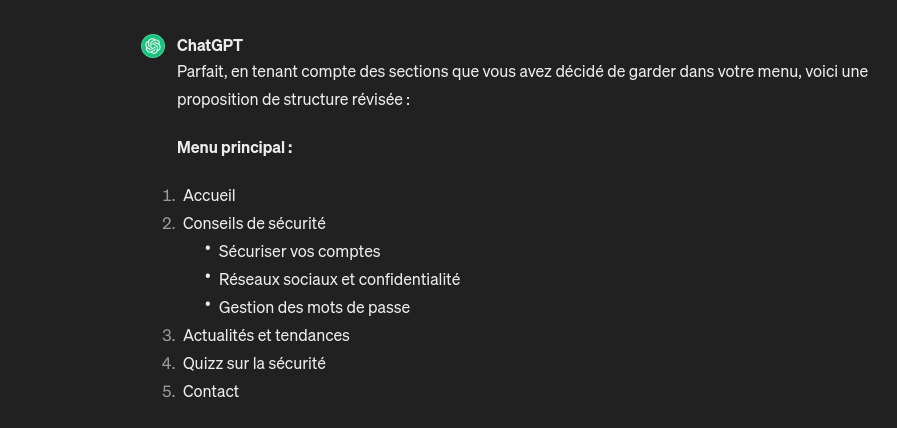 ChatGPT
Parfait, en tenant compte des sections que vous avez décidé de garder dans votre menu, voici une
proposition de structure révisée :
Menu principal :
1. Accueil
2. Conseils de sécurité
• Sécuriser vos comptes
• Réseaux sociaux et confidentialité
• Gestion des mots de passe
3. Actualités et tendances
4. Quizz sur la sécurité
5. Contact